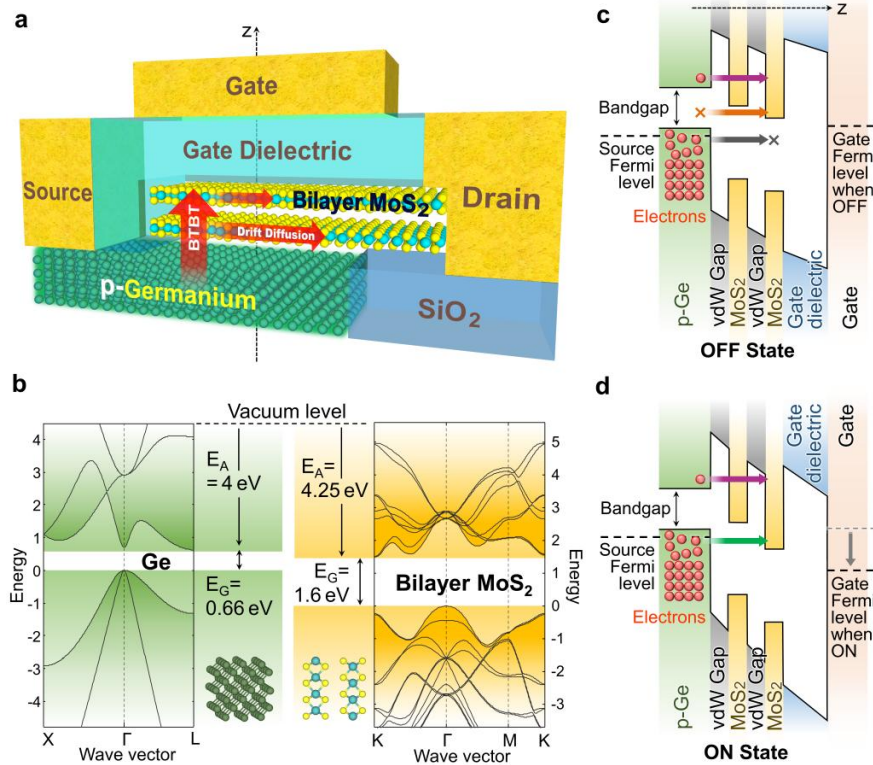 a
z
Gate
Gate Dielectric
Source
Bilayer MoS₂
Drain
BTBT
Drift Diffusion
p-Germanium
SiO₂
b
Vacuum level
4
3
2
1
0
-1
-2
-3
-4
Energy
X
Γ
L
Wave vector
Ge
E_A
= 4 eV
E_G=
0.66 eV
E_A=
4.25 eV
E_G=
1.6 eV
Bilayer MoS₂
5
4
3
2
1
0
-1
-2
-3
Energy
K
Γ
M
K
Wave vector
c
z
Bandgap
Source
Fermi
level
Electrons
p-Ge
vdW Gap
MoS2
vdW Gap
MoS2
Gate
dielectric
Gate
Gate
Fermi
level
when
OFF
OFF State
d
Gate
dielectric
Gate
Bandgap
Source
Fermi
level
Electrons
p-Ge
vdW Gap
MoS2
vdW Gap
MoS2
Gate
Fermi
level
when
ON
ON State